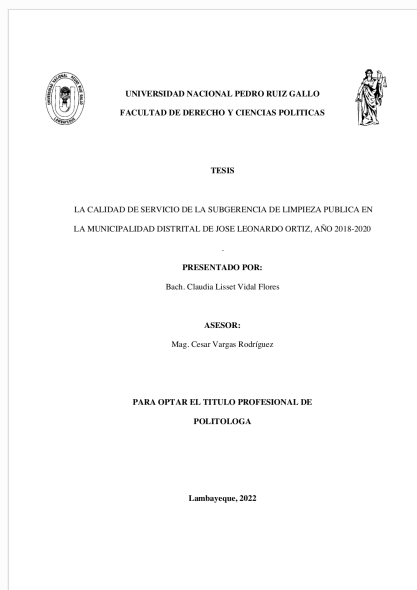 UNIVERSIDAD NACIONAL PEDRO RUIZ GALLO
FACULTAD DE DERECHO Y CIENCIAS POLITICAS
TESIS
LA CALIDAD DE SERVICIO DE LA SUBGERENCIA DE LIMPIEZA PUBLICA EN
LA MUNICIPALIDAD DISTRITAL DE JOSE LEONARDO ORTIZ, AÑO 2018-2020
.
PRESENTADO POR:
Bach. Claudia Lisset Vidal Flores
ASESOR:
Mag. Cesar Vargas Rodríguez
PARA OPTAR EL TITULO PROFESIONAL DE
POLITOLOGA
Lambayeque, 2022